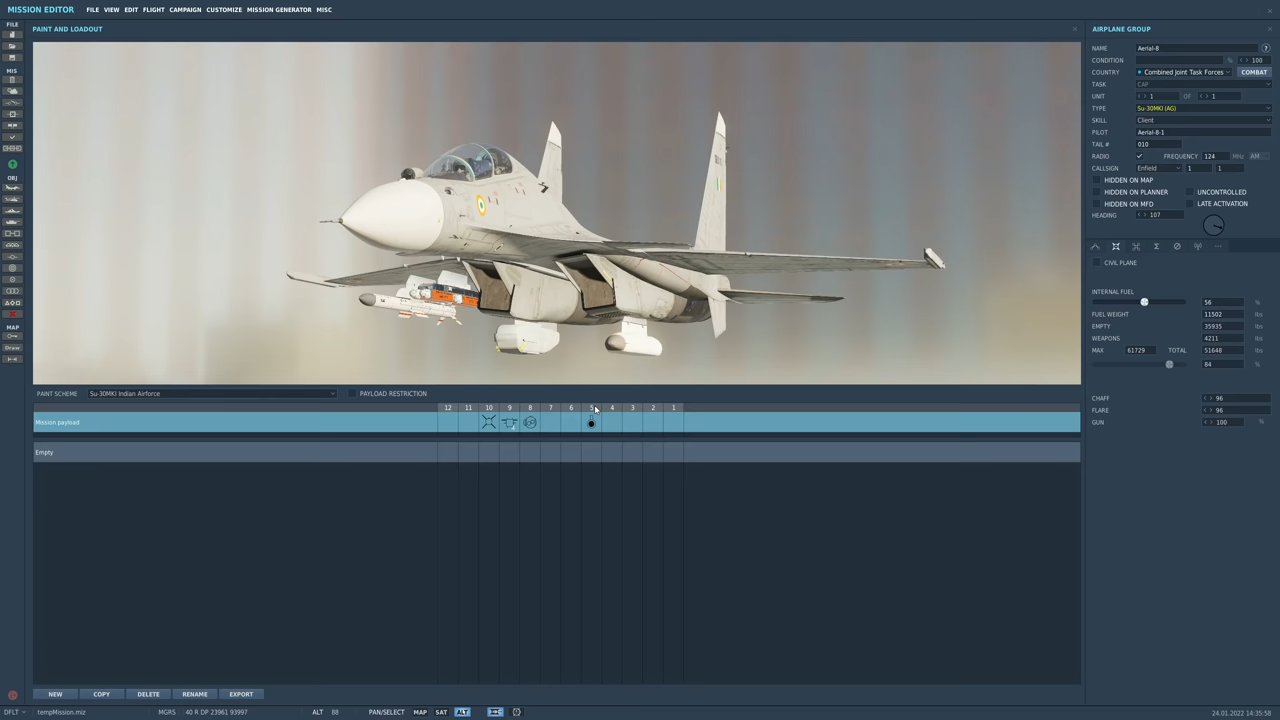 MISSION EDITOR FILE VIEW EDIT FLIGHT CAMPAIGN CUSTOMIZE MISSION GENERATOR MISC
FILE
MIS
OBJ
MAP
Draw
PAINT AND LOADOUT
PAINT SCHEME Su-30MKI Indian Airforce PAYLOAD RESTRICTION
12 11 10 9 8 7 6 5 4 3 2 1
Mission payload
Empty
NEW COPY DELETE RENAME EXPORT
AIRPLANE GROUP
NAME Aerial-8 ?
CONDITION % 100
COUNTRY Combined Joint Task Forces COMBAT
TASK CAP
UNIT 1 OF 1
TYPE Su-30MKI (AG)
SKILL Client
PILOT Aerial-8-1
TAIL # 010
RADIO FREQUENCY 124 MHz AM
CALLSIGN Enfield 1 1
HIDDEN ON MAP
HIDDEN ON PLANNER UNCONTROLLED
HIDDEN ON MFD LATE ACTIVATION
HEADING 107
CIVIL PLANE
INTERNAL FUEL
56 %
FUEL WEIGHT 11502 lbs
EMPTY 35935 lbs
WEAPONS 4211 lbs
MAX 61729 TOTAL 51648 lbs
84 %
CHAFF 96
FLARE 96
GUN 100 %
DFLT tempMission.miz MGRS 40 R DP 23961 93997 ALT 88 PAN/SELECT MAP SAT ALT 24.01.2022 14:35:58